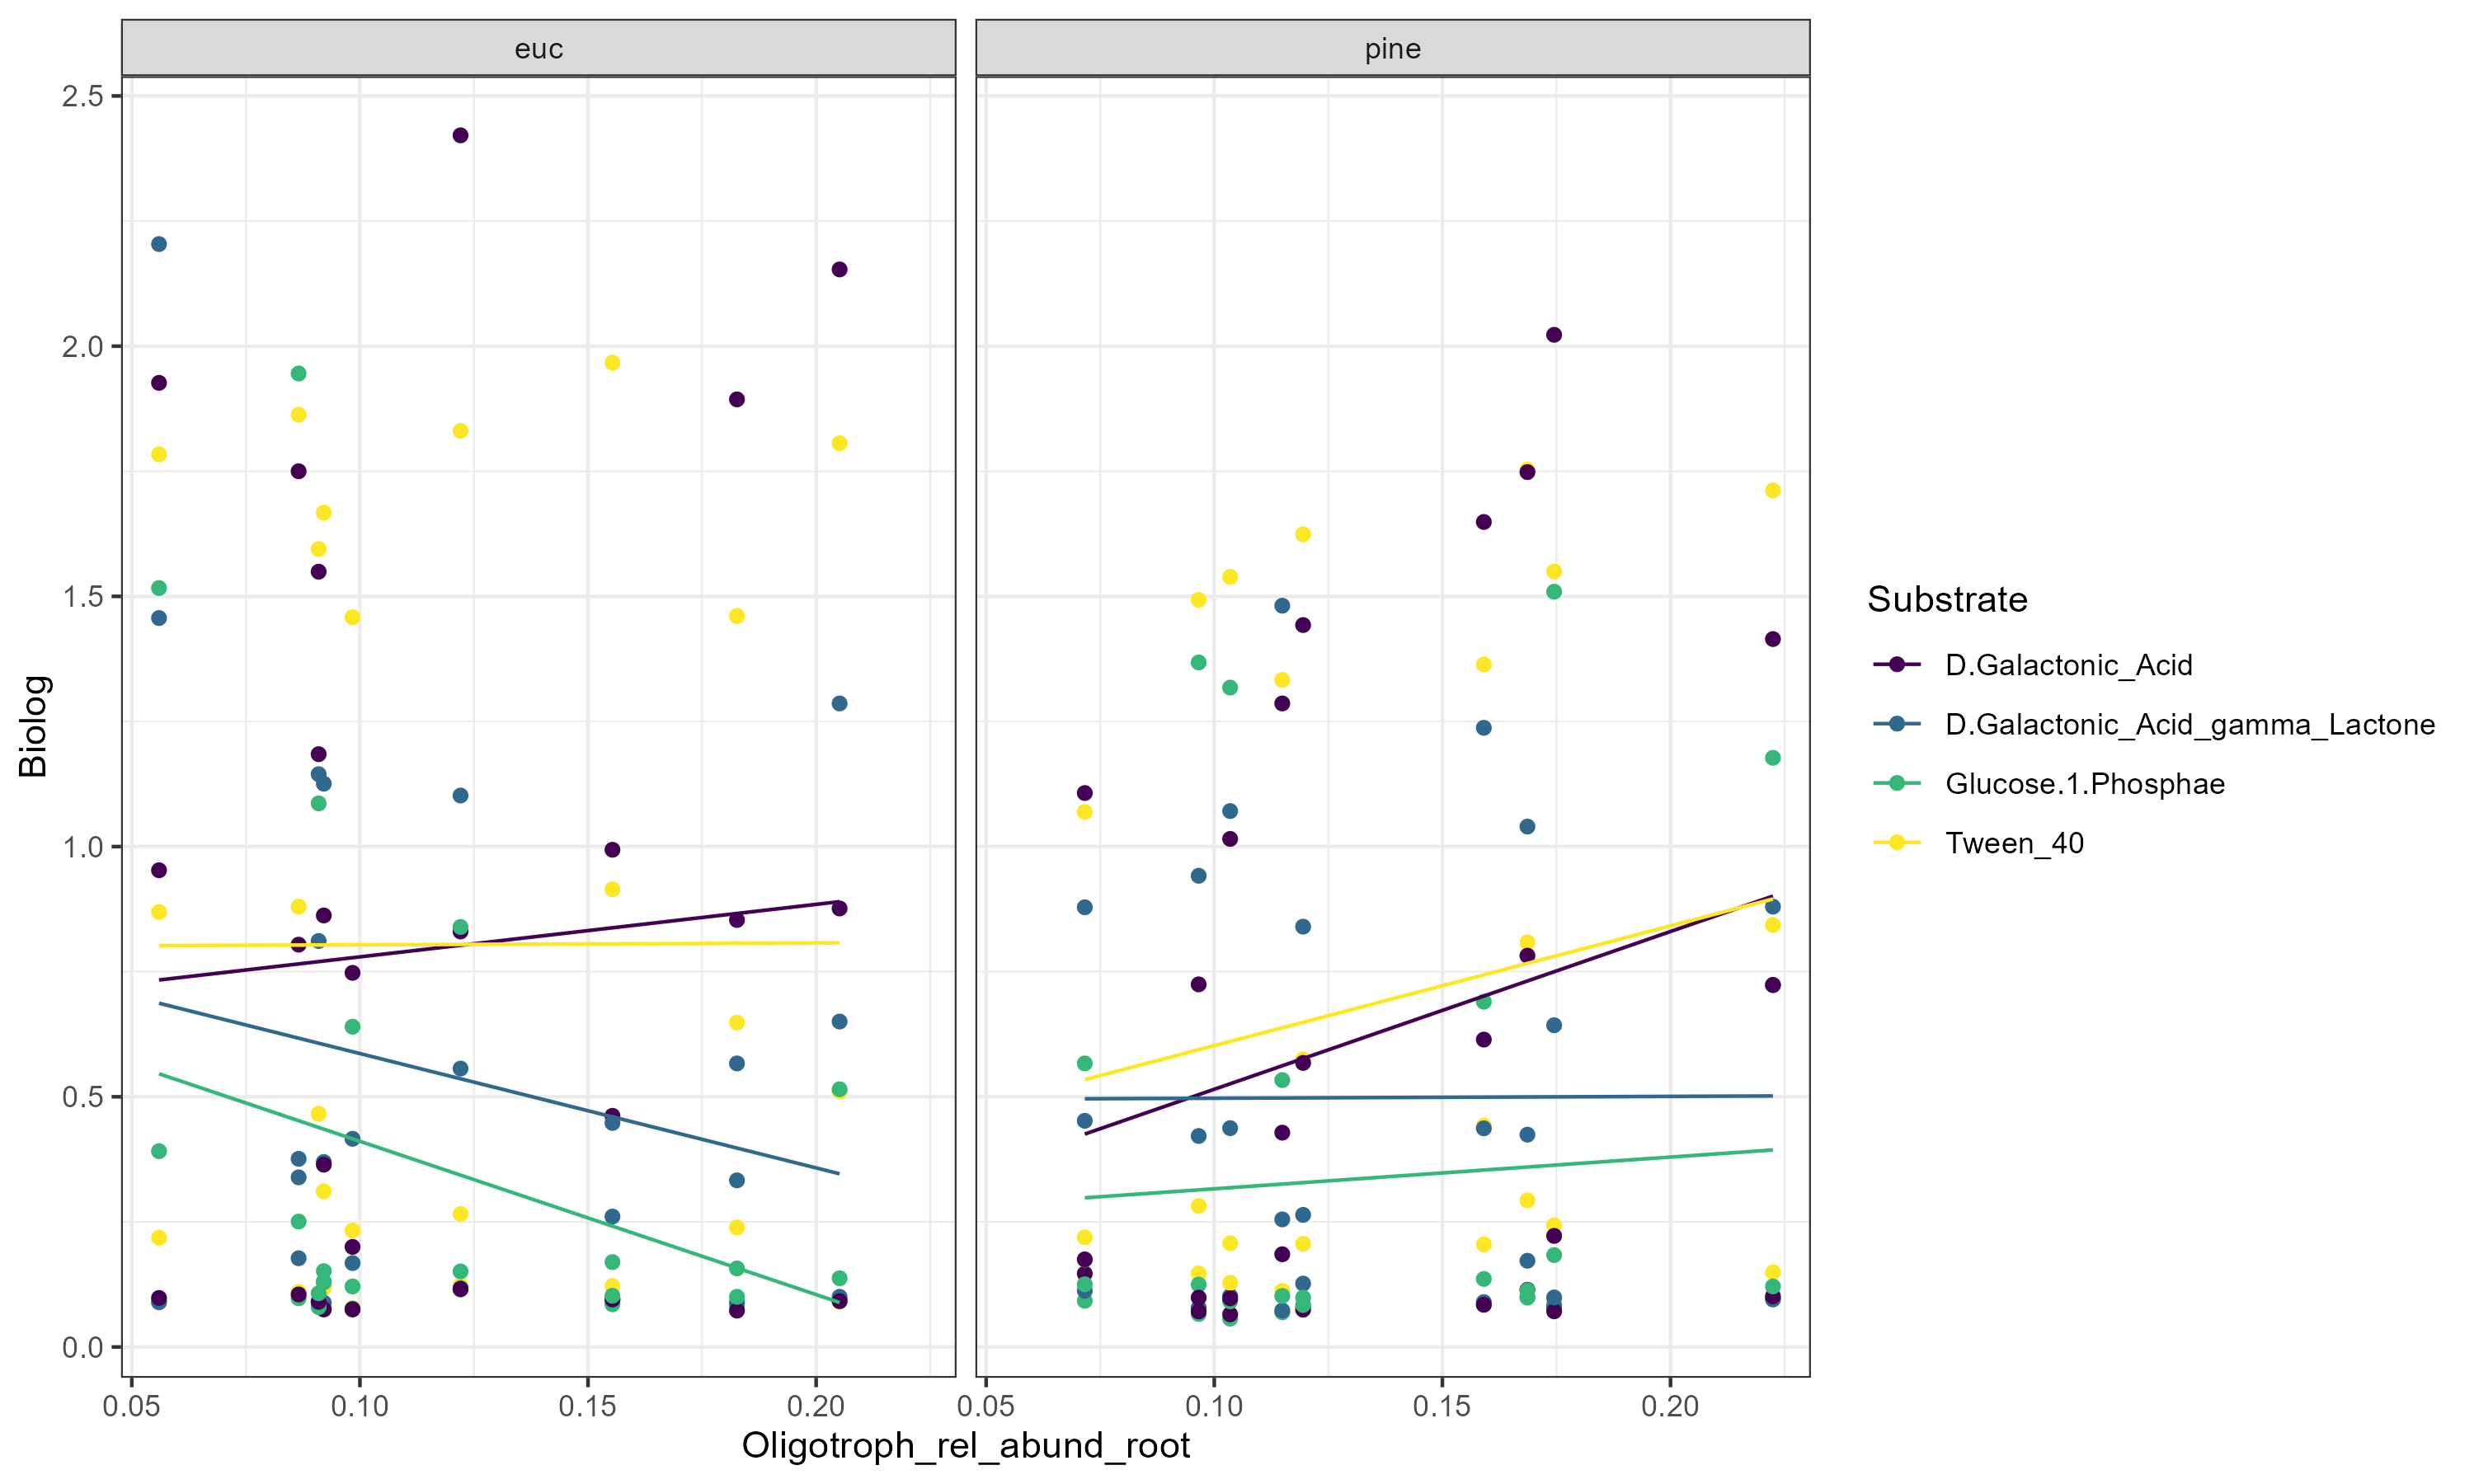 euc
pine
2.5
2.0
1.5
1.0
0.5
0.0
Biolog
0.05
0.10
0.15
0.20
0.05
0.10
0.15
0.20
Oligotroph_rel_abund_root
Substrate
D.Galactonic_Acid
D.Galactonic_Acid_gamma_Lactone
Glucose.1.Phosphae
Tween_40